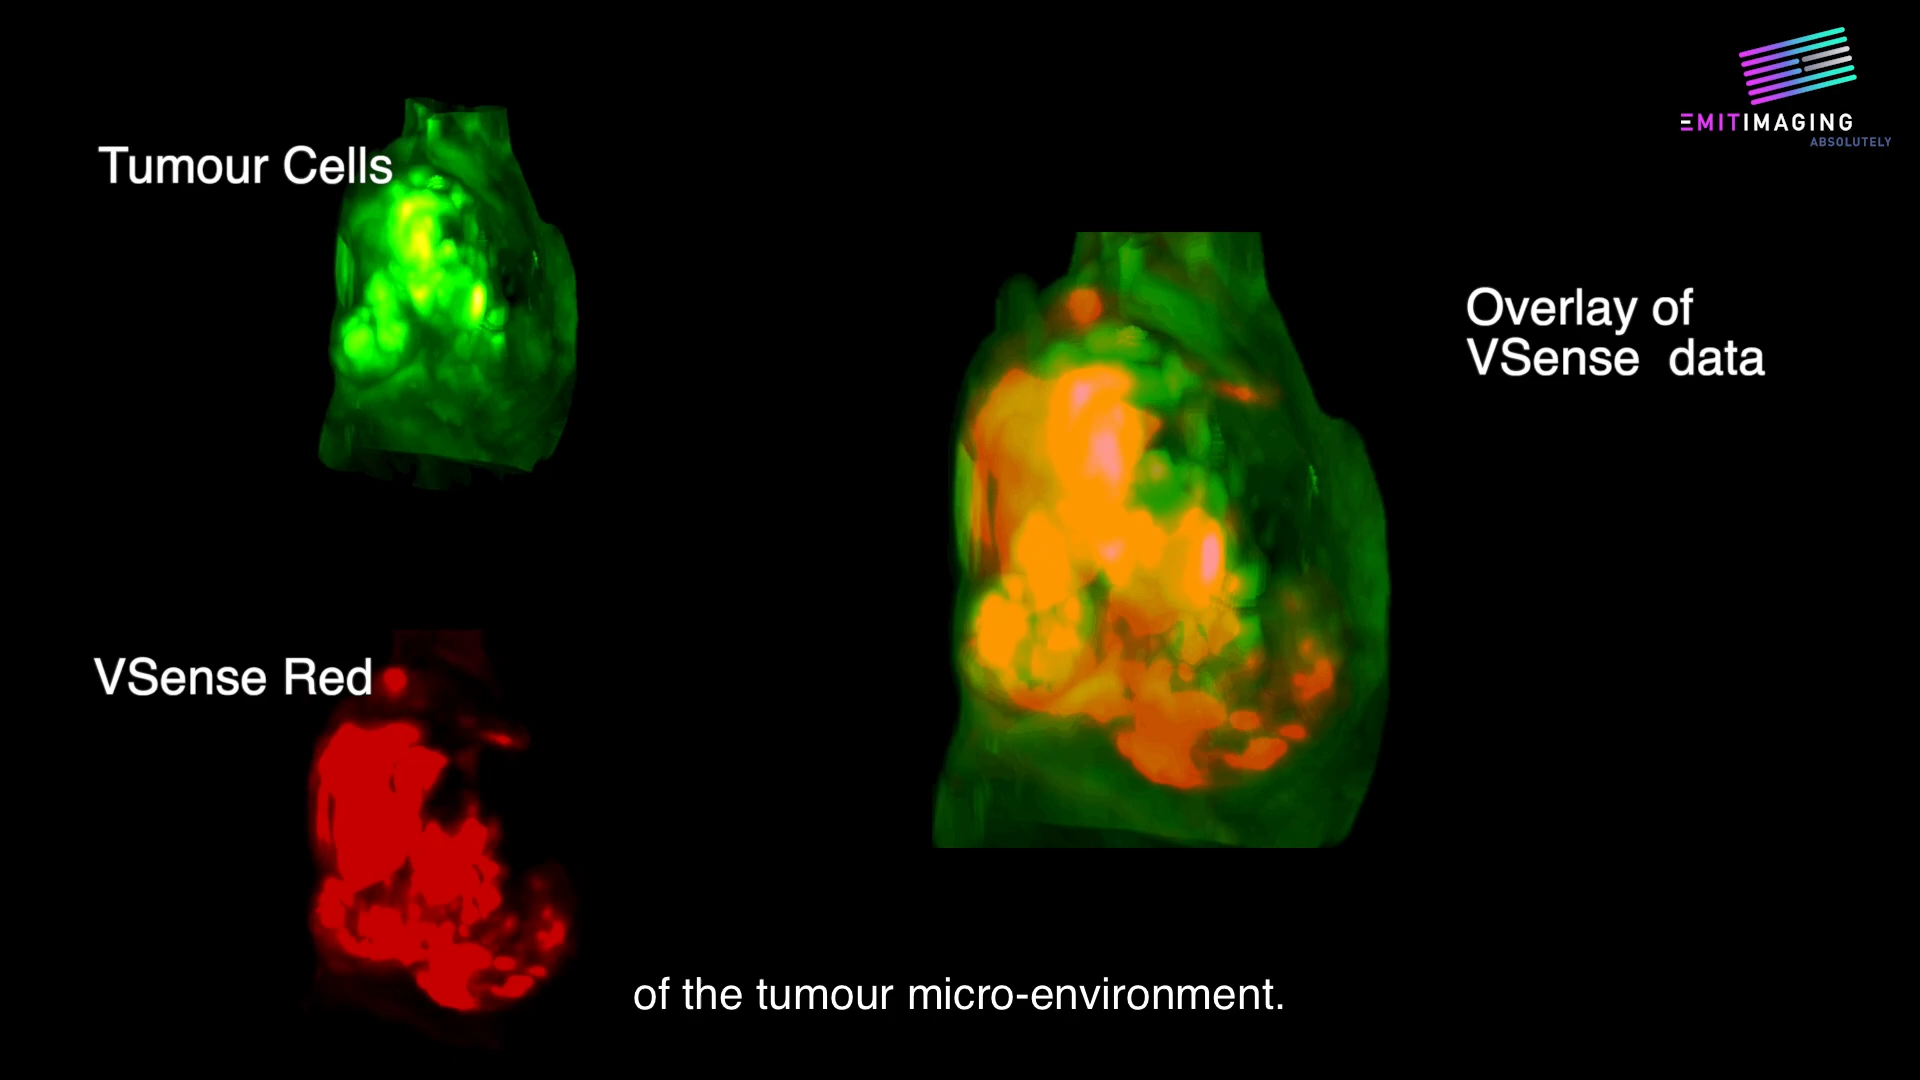 EMITIMAGING
ABSOLUTELY
Tumour Cells
Overlay of
VSense  data
VSense Red
of the tumour micro-environment.